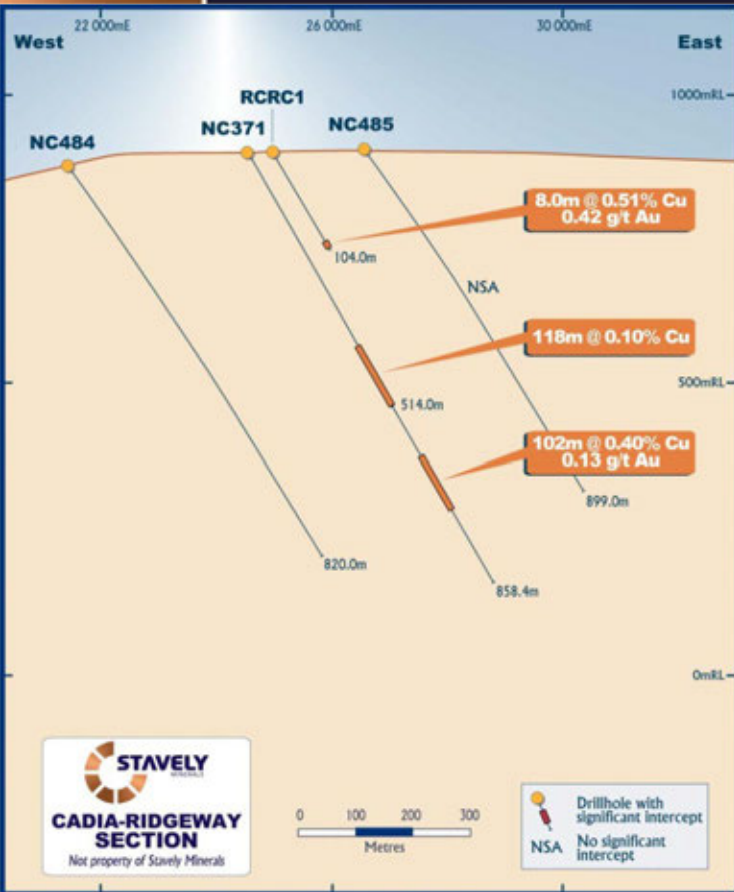 22 000mE
26 000mE
30 000mE
West
East
1000mRL
RCRC1
NC371
NC485
NC484
8.0m @ 0.51% Cu
0.42 g/t Au
104.0m
NSA
118m @ 0.10% Cu
500mRL
514.0m
102m @ 0.40% Cu
0.13 g/t Au
899.0m
820.0m
858.4m
0mRL
STAVELY
MINERALS
CADIA-RIDGEWAY
SECTION
Not property of Stavely Minerals
0 100 200 300
Metres
Drillhole with
significant intercept
NSA No significant
intercept